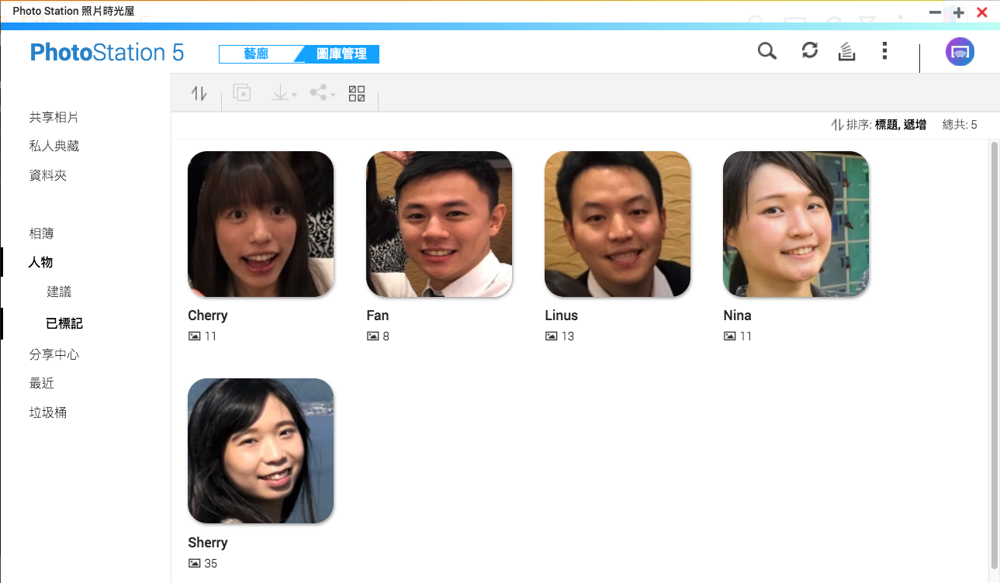 Photo Station 照片時光屋
PhotoStation 5
藝廊
圖庫管理
排序: 標題, 遞增
總共: 5
共享相片
私人典藏
資料夾
相簿
人物
建議
已標記
分享中心
最近
垃圾桶
Cherry
11
Fan
8
Linus
13
Nina
11
Sherry
35